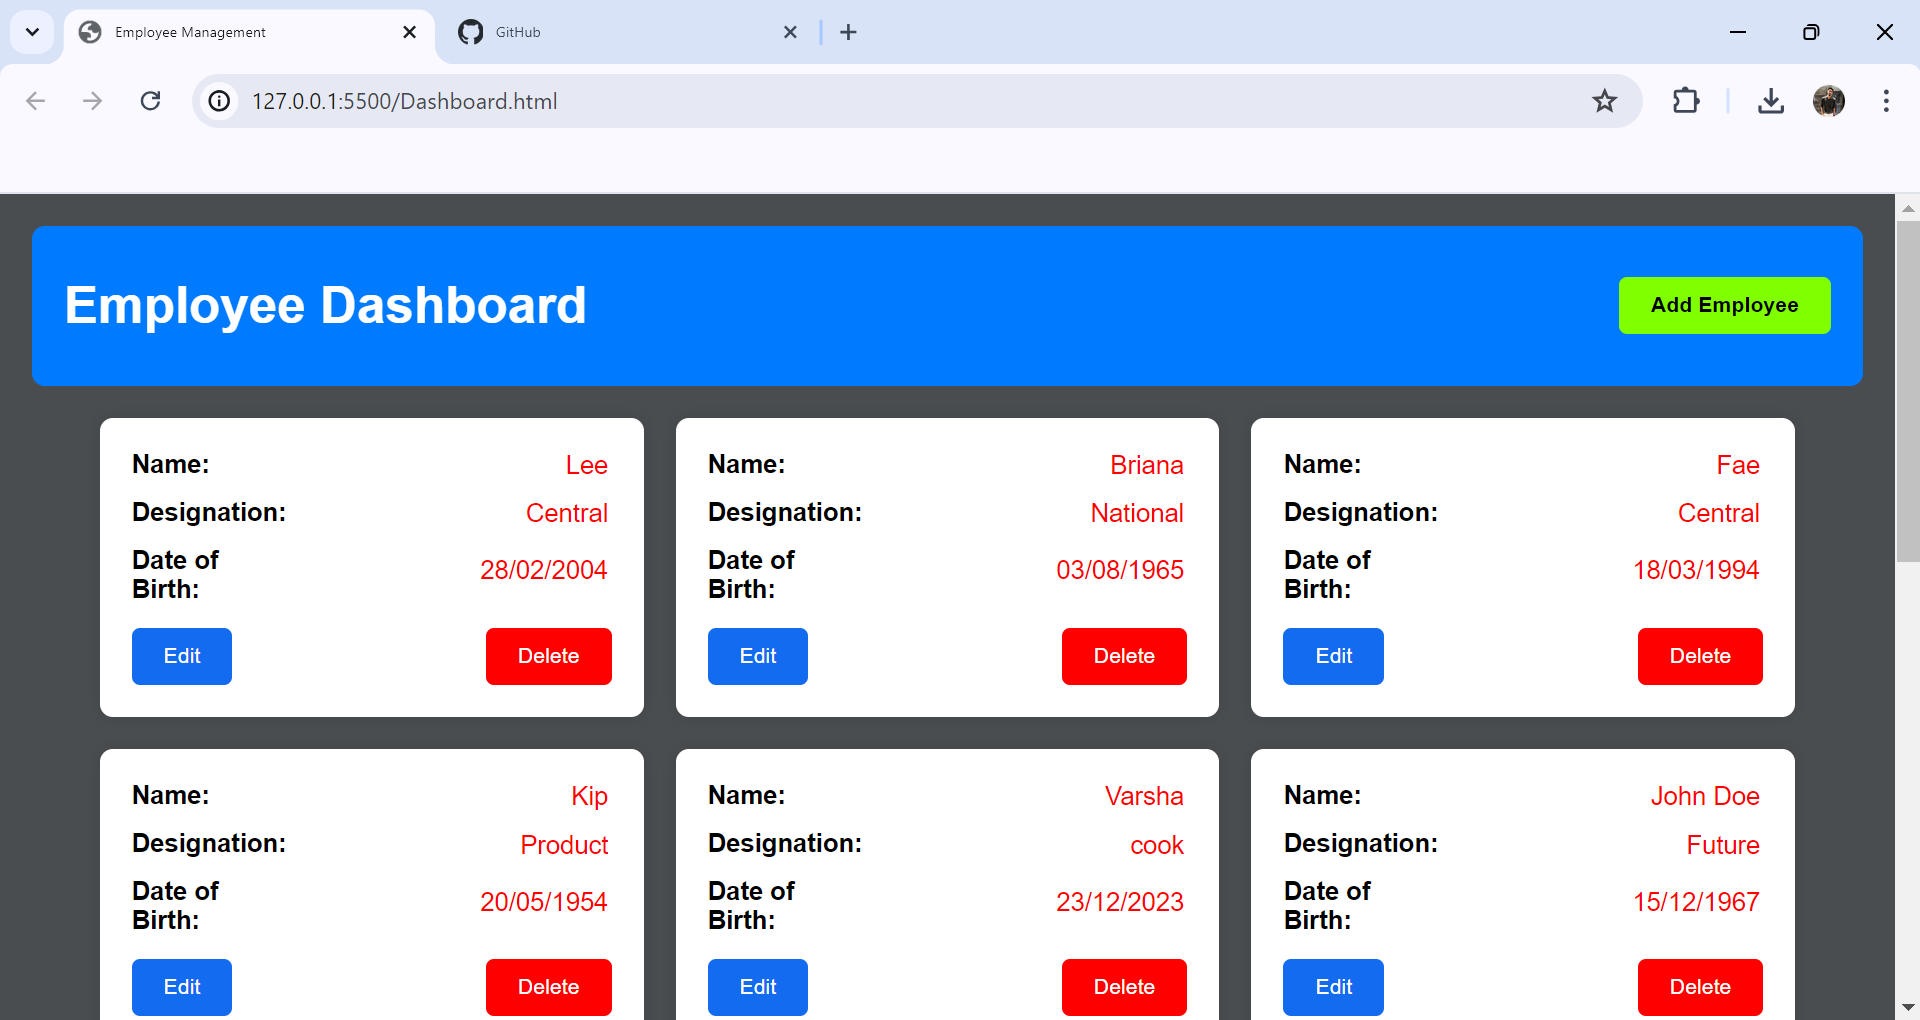 Employee Management
GitHub
127.0.0.1:5500/Dashboard.html
Employee Dashboard
Add Employee
Name: Lee
Designation: Central
Date of
Birth: 28/02/2004
Edit Delete
Name: Briana
Designation: National
Date of
Birth: 03/08/1965
Edit Delete
Name: Fae
Designation: Central
Date of
Birth: 18/03/1994
Edit Delete
Name: Kip
Designation: Product
Date of
Birth: 20/05/1954
Edit Delete
Name: Varsha
Designation: cook
Date of
Birth: 23/12/2023
Edit Delete
Name: John Doe
Designation: Future
Date of
Birth: 15/12/1967
Edit Delete